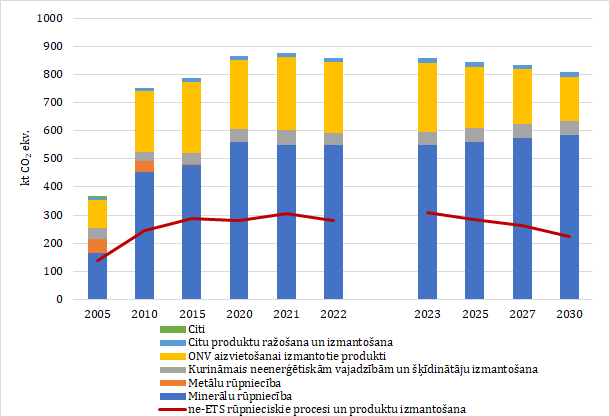 1000
900
800
700
600
500
400
300
200
100
0
kt CO₂ ekv.
2005 2010 2015 2020 2021 2022 2023 2025 2027 2030
Citi
Citu produktu ražošana un izmantošana
ONV aizvietošanai izmantotie produkti
Kurināmais neenerģētiskām vajadzībām un šķīdinātāju izmantošana
Metālu rūpniecība
Minerālu rūpniecība
ne-ETS rūpnieciskie procesi un produktu izmantošana